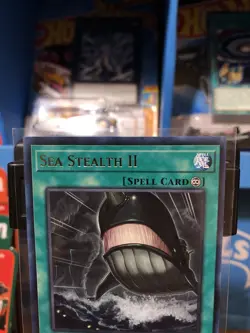 Sea Stealth II
[Spell Card]